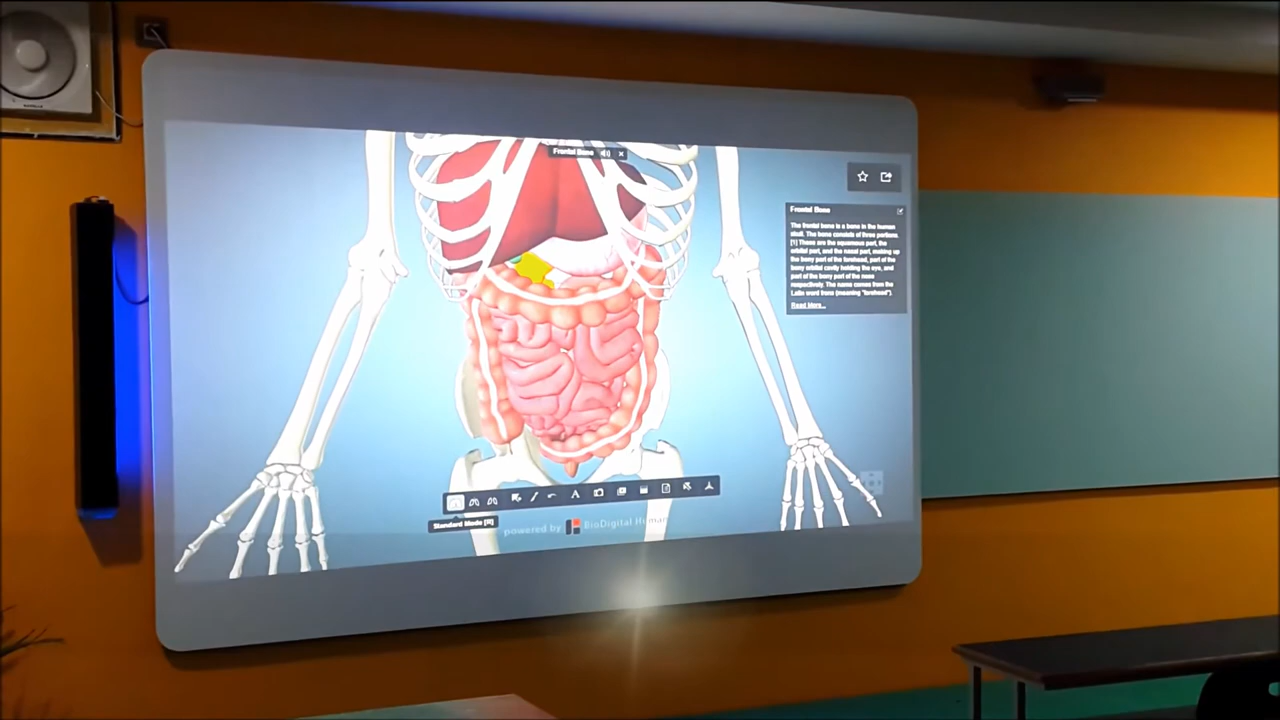 Frontal Bone
Frontal Bone
The frontal bone is a bone in the human
skull. The bone consists of three portions.
[1] These are the squamous part, the
orbital part, and the nasal part, making up
the bony part of the forehead, part of the
bony orbital cavity holding the eye, and
part of the bony part of the nose
respectively. The name comes from the
Latin word frons (meaning "forehead").
Read More...
Standard Mode [R]
powered by BioDigital Human